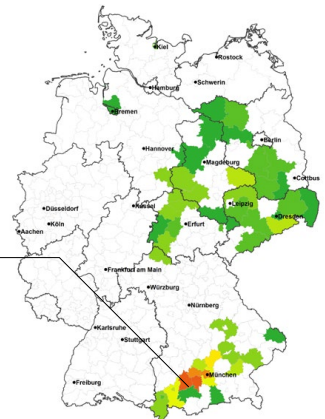 Kiel
Rostock
Schwerin
Hamburg
Bremen
Berlin
Hannover
Magdeburg
Cottbus
Düsseldorf
Kassel
Leipzig
Dresden
Köln
Erfurt
Aachen
Frankfurt am Main
Würzburg
Nürnberg
Karlsruhe
Stuttgart
München
Freiburg